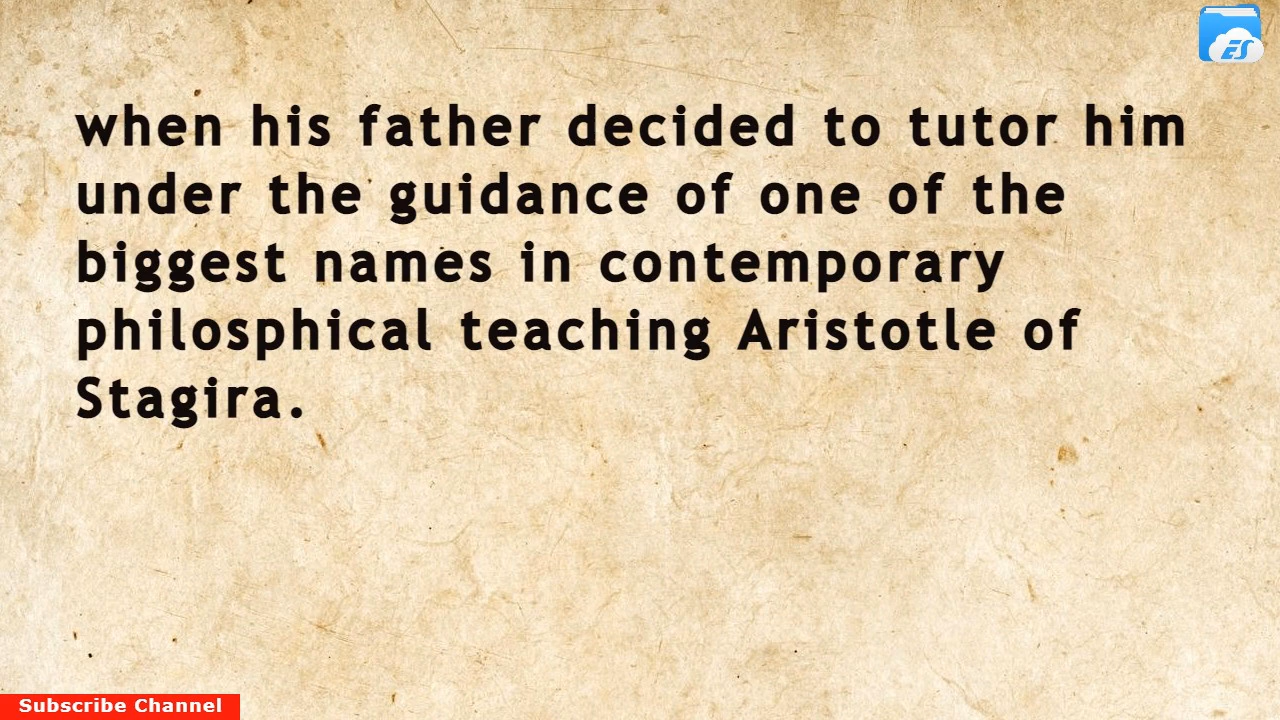 ES
when his father decided to tutor him
under the guidance of one of the
biggest names in contemporary
philosphical teaching Aristotle of
Stagira.
Subscribe Channel